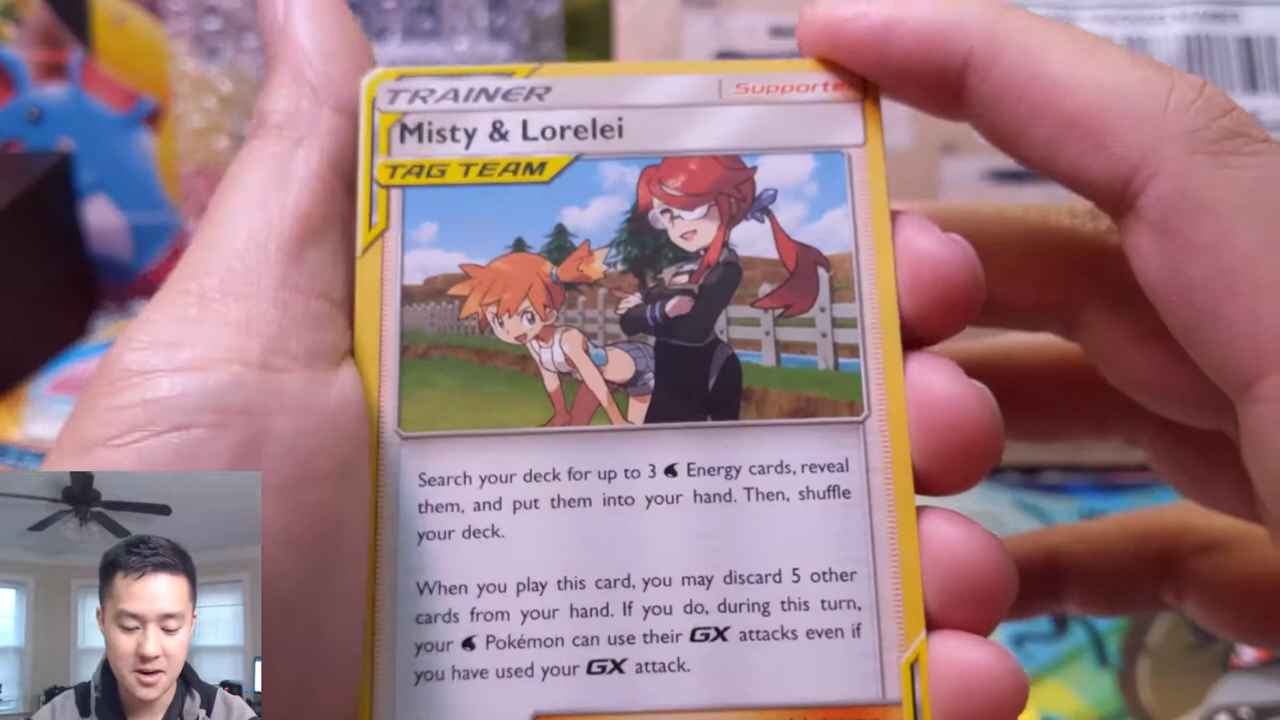 TRAINER
Supporter
Misty & Lorelei
TAG TEAM
Search your deck for up to 3 Energy cards, reveal
them, and put them into your hand. Then, shuffle
your deck.
When you play this card, you may discard 5 other
cards from your hand. If you do, during this turn,
your Pokémon can use their GX attacks even if
you have used your GX attack.